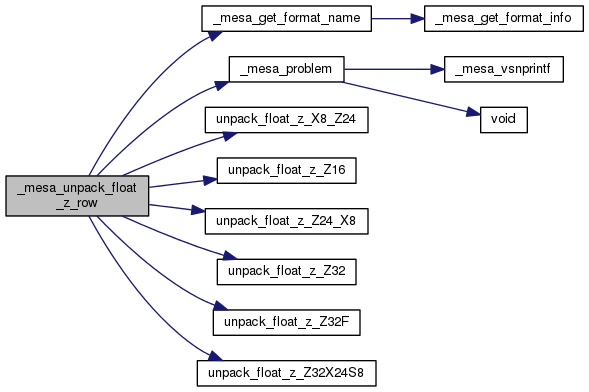 _mesa_get_format_name
_mesa_get_format_info
_mesa_problem
_mesa_vsnprintf
void
unpack_float_z_X8_Z24
unpack_float_z_Z16
_mesa_unpack_float
_z_row
unpack_float_z_Z24_X8
unpack_float_z_Z32
unpack_float_z_Z32F
unpack_float_z_Z32X24S8